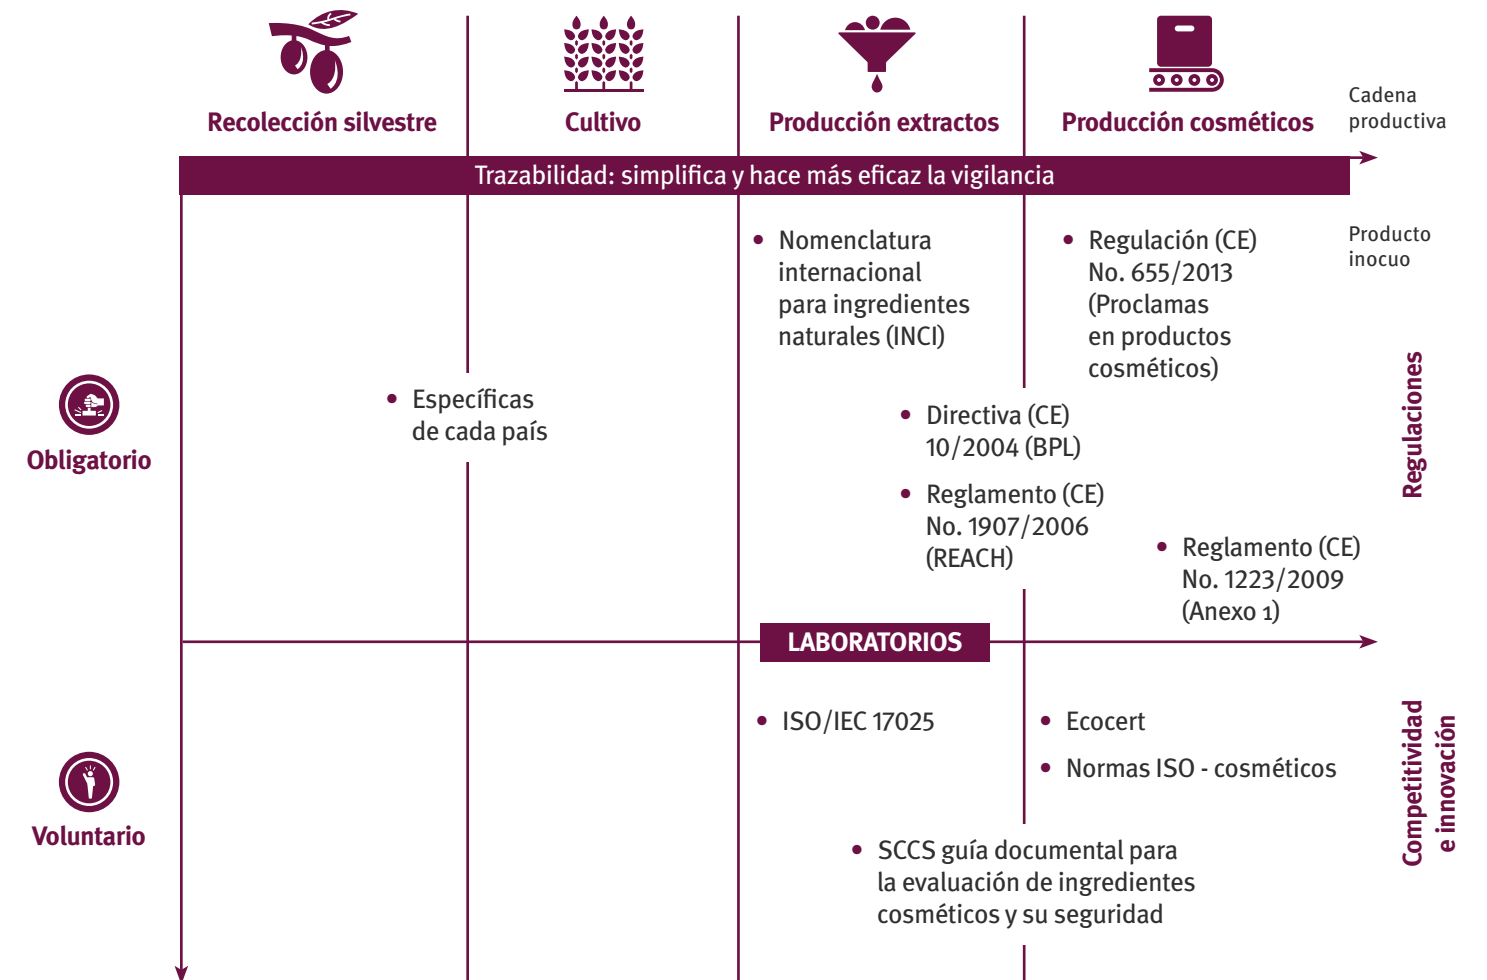 Recolección silvestre
Cultivo
Producción extractos
Producción cosméticos
Cadena
productiva
Trazabilidad: simplifica y hace más eficaz la vigilancia
Producto
inocuo
Obligatorio
• Específicas
de cada país
• Nomenclatura
internacional
para ingredientes
naturales (INCI)
• Regulación (CE)
No. 655/2013
(Proclamas
en productos
cosméticos)
• Directiva (CE)
10/2004 (BPL)
• Reglamento (CE)
No. 1907/2006
(REACH)
• Reglamento (CE)
No. 1223/2009
(Anexo 1)
Regulaciones
LABORATORIOS
Voluntario
• ISO/IEC 17025
• Ecocert
• Normas ISO - cosméticos
• SCCS guía documental para
la evaluación de ingredientes
cosméticos y su seguridad
Competitividad
e innovación